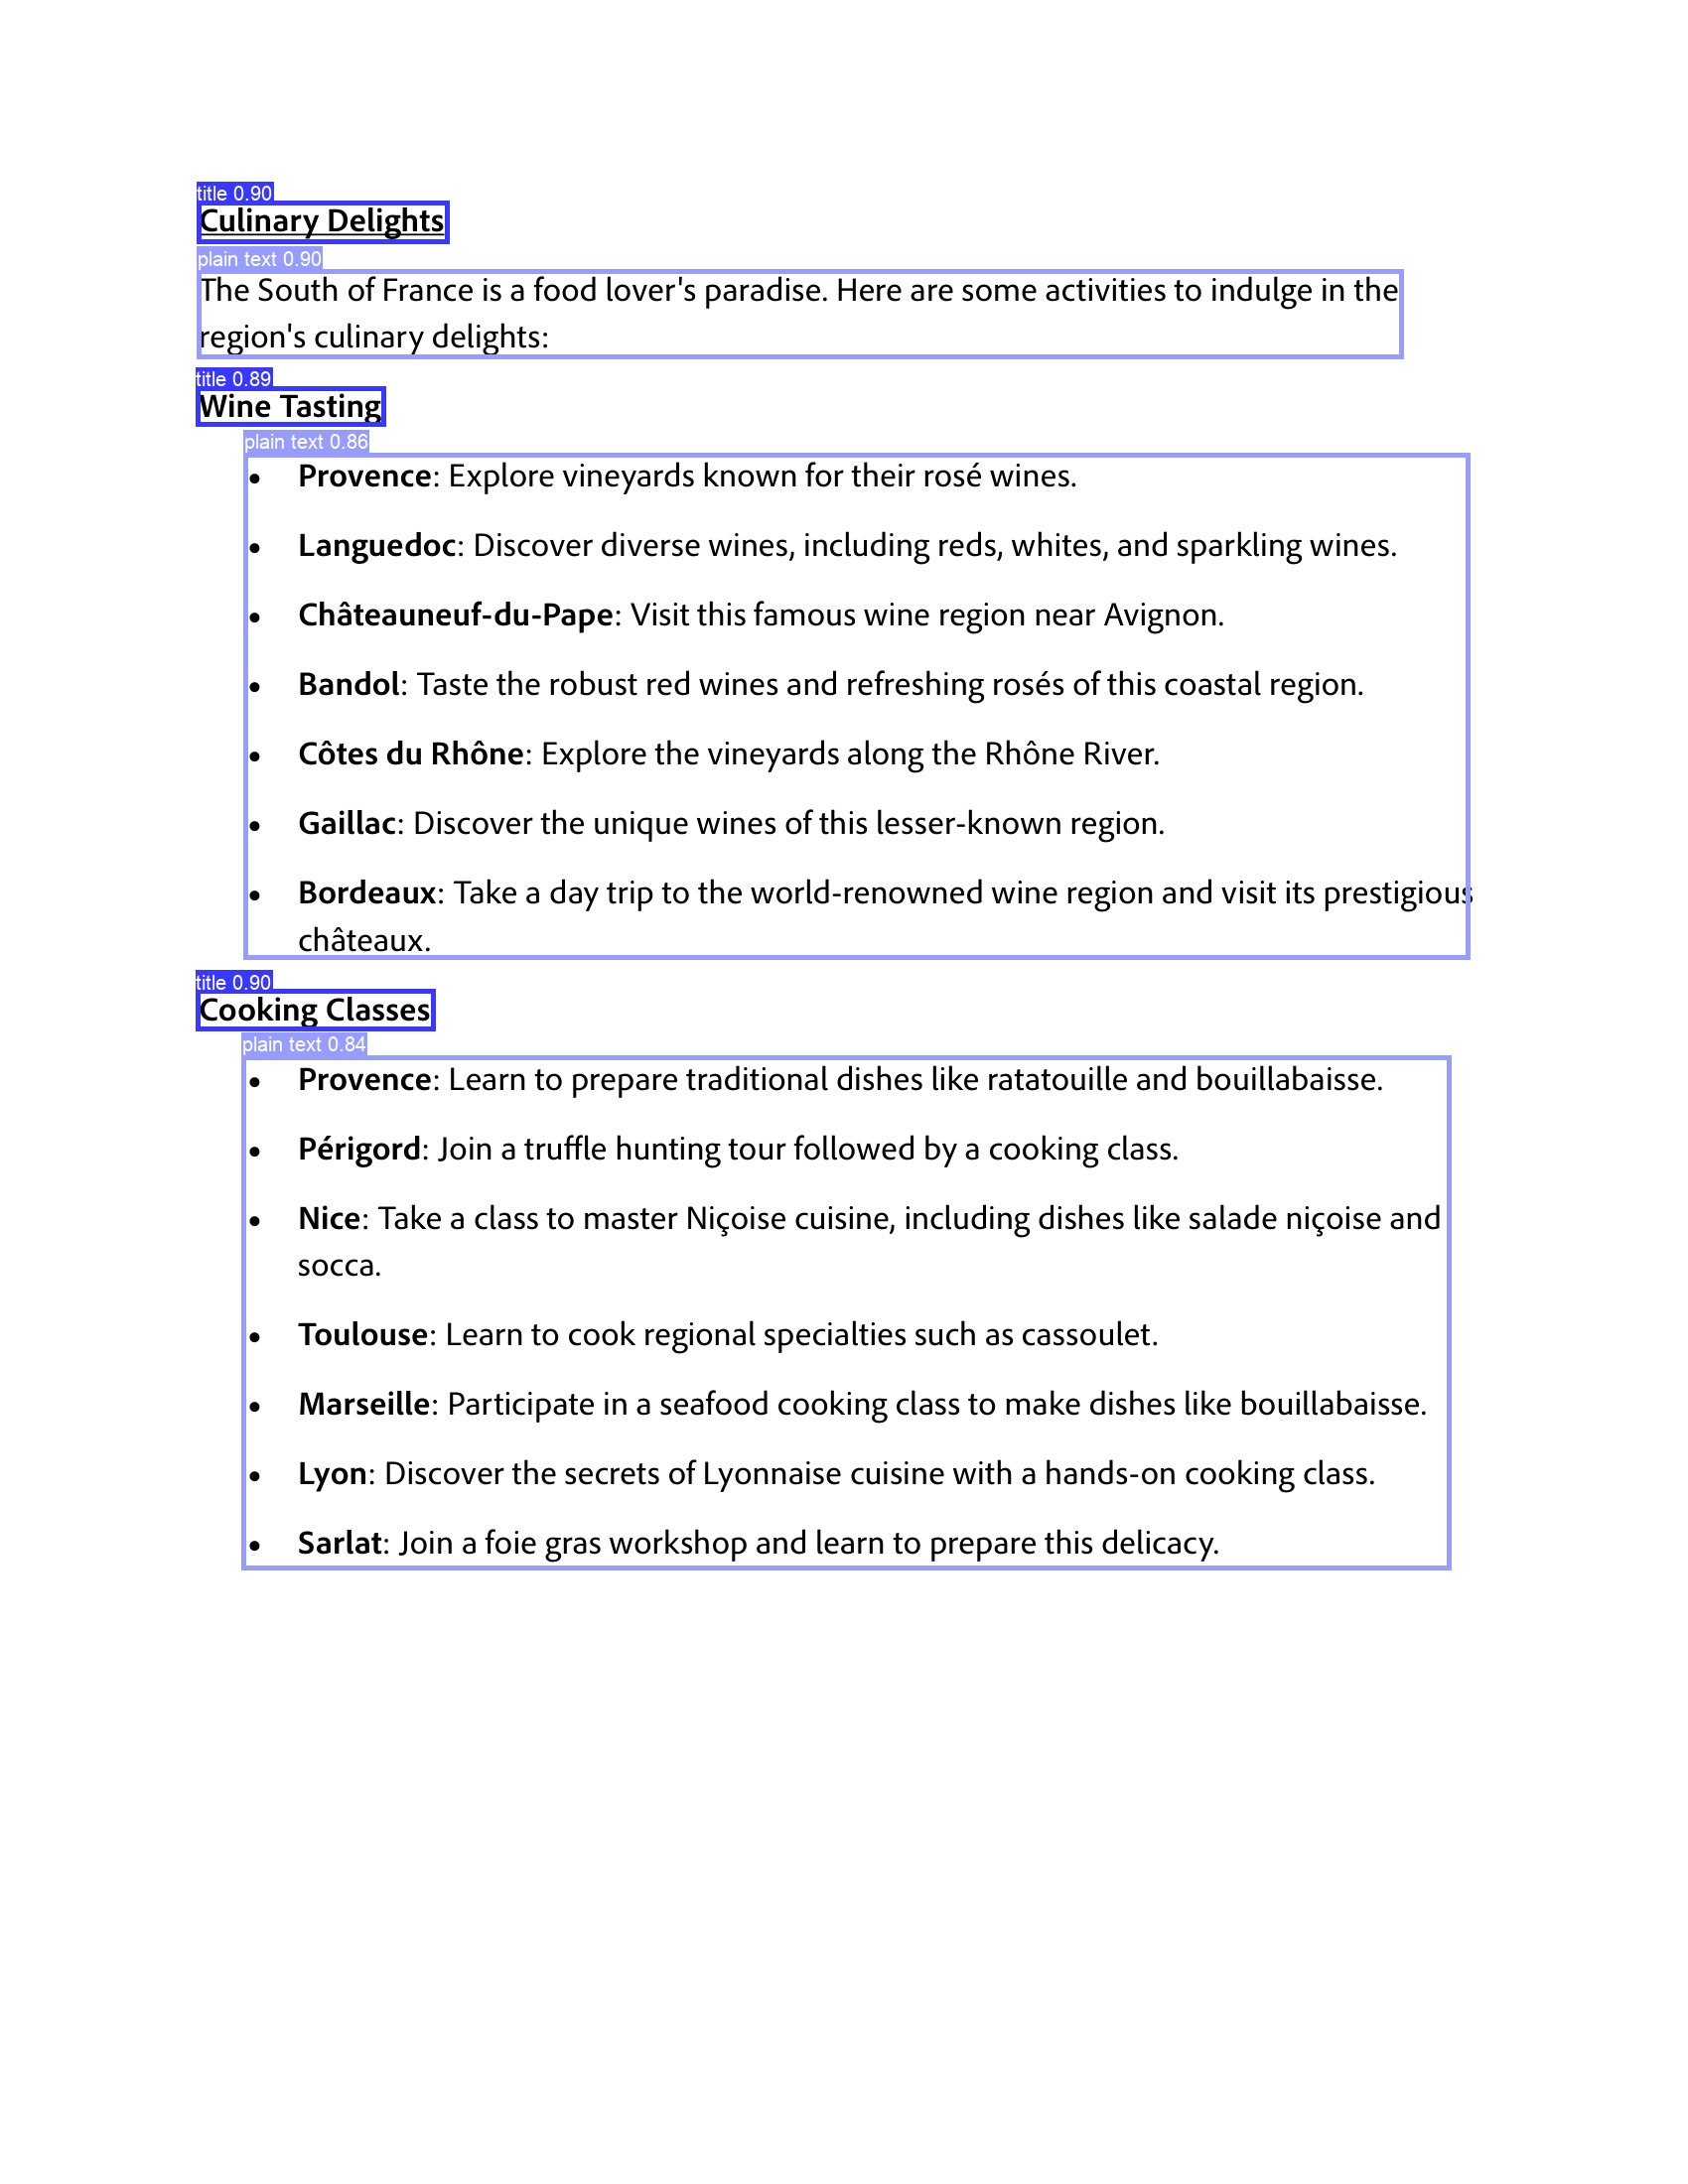 title 0.90
Culinary Delights
plain text 0.90
The South of France is a food lover's paradise. Here are some activities to indulge in the
region's culinary delights:
title 0.89
Wine Tasting
plain text 0.86
• Provence: Explore vineyards known for their rosé wines.
• Languedoc: Discover diverse wines, including reds, whites, and sparkling wines.
• Châteauneuf-du-Pape: Visit this famous wine region near Avignon.
• Bandol: Taste the robust red wines and refreshing rosés of this coastal region.
• Côtes du Rhône: Explore the vineyards along the Rhône River.
• Gaillac: Discover the unique wines of this lesser-known region.
• Bordeaux: Take a day trip to the world-renowned wine region and visit its prestigious
châteaux.
title 0.90
Cooking Classes
plain text 0.84
• Provence: Learn to prepare traditional dishes like ratatouille and bouillabaisse.
• Périgord: Join a truffle hunting tour followed by a cooking class.
• Nice: Take a class to master Niçoise cuisine, including dishes like salade niçoise and
socca.
• Toulouse: Learn to cook regional specialties such as cassoulet.
• Marseille: Participate in a seafood cooking class to make dishes like bouillabaisse.
• Lyon: Discover the secrets of Lyonnaise cuisine with a hands-on cooking class.
• Sarlat: Join a foie gras workshop and learn to prepare this delicacy.